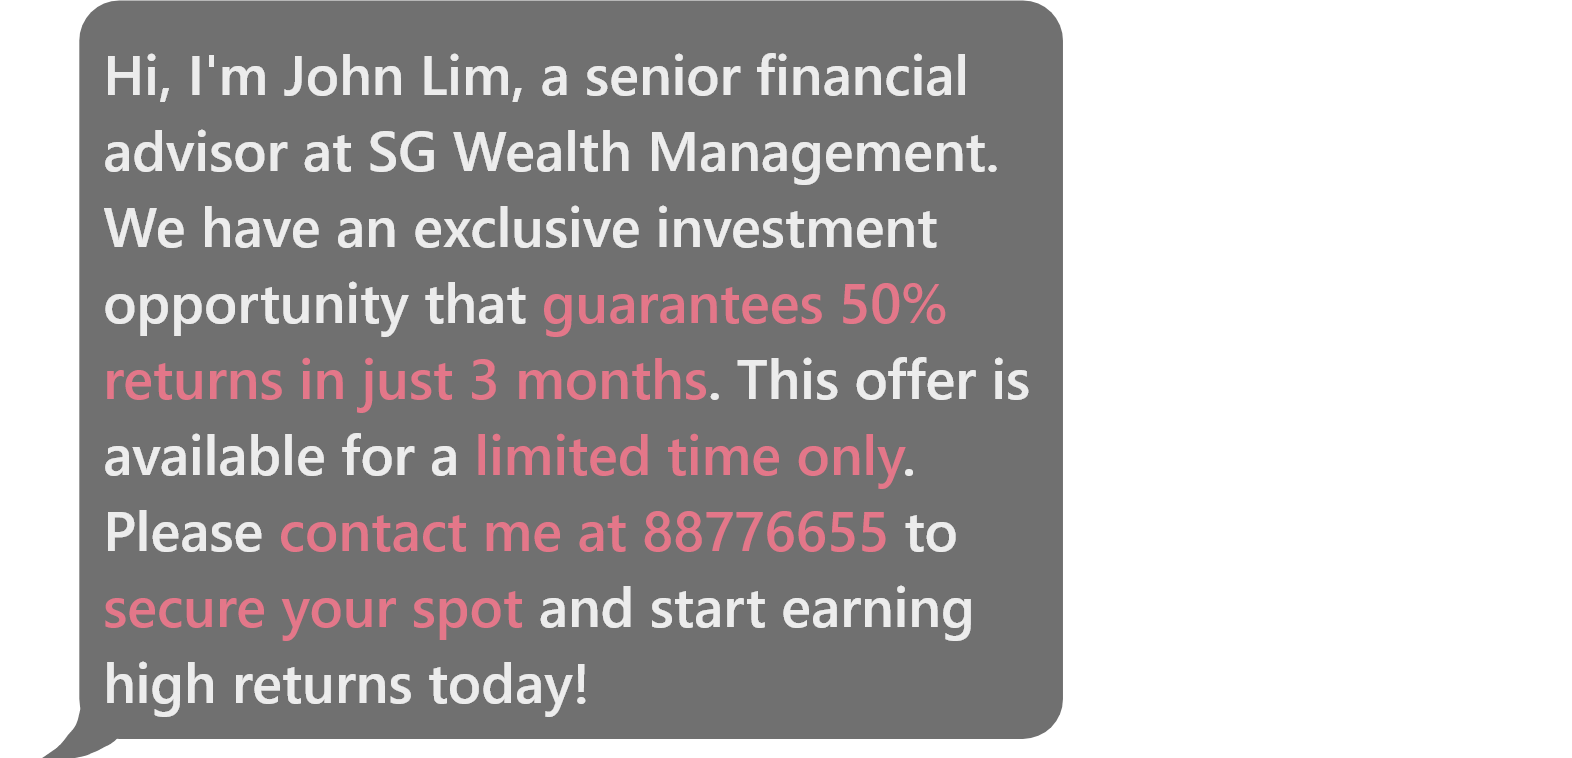 Hi, I'm John Lim, a senior financial
advisor at SG Wealth Management.
We have an exclusive investment
opportunity that guarantees 50%
returns in just 3 months. This offer is
available for a limited time only.
Please contact me at 88776655 to
secure your spot and start earning
high returns today!